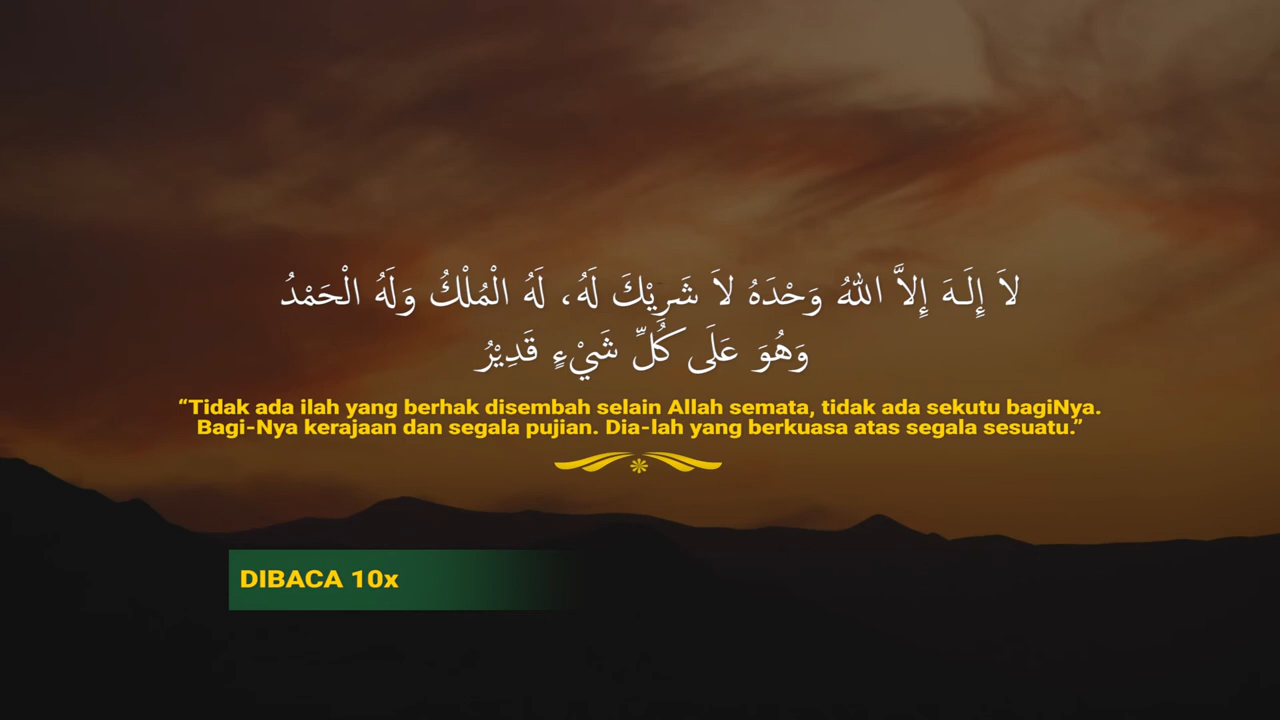 لاَ إِلَـهَ إِلاَّ اللهُ وَحْدَهُ لاَ شَرِيْكَ لَهُ، لَهُ الْمُلْكُ وَلَهُ الْحَمْدُ
وَهُوَ عَلَى كُلِّ شَيْءٍ قَدِيْرُ
“Tidak ada ilah yang berhak disembah selain Allah semata, tidak ada sekutu bagiNya.
Bagi-Nya kerajaan dan segala pujian. Dia-lah yang berkuasa atas segala sesuatu.”
DIBACA 10x